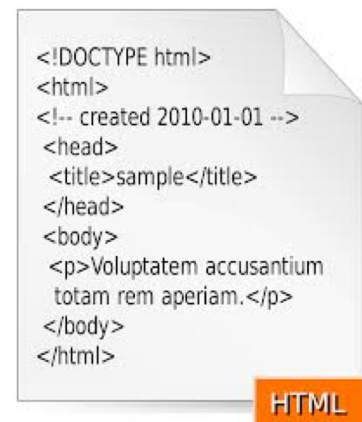 <!DOCTYPE html>
<html>
<!-- created 2010-01-01 -->
<head>
<title>sample</title>
</head>
<body>
<p>Voluptatem accusantium
totam rem aperiam.</p>
</body>
</html>
HTML